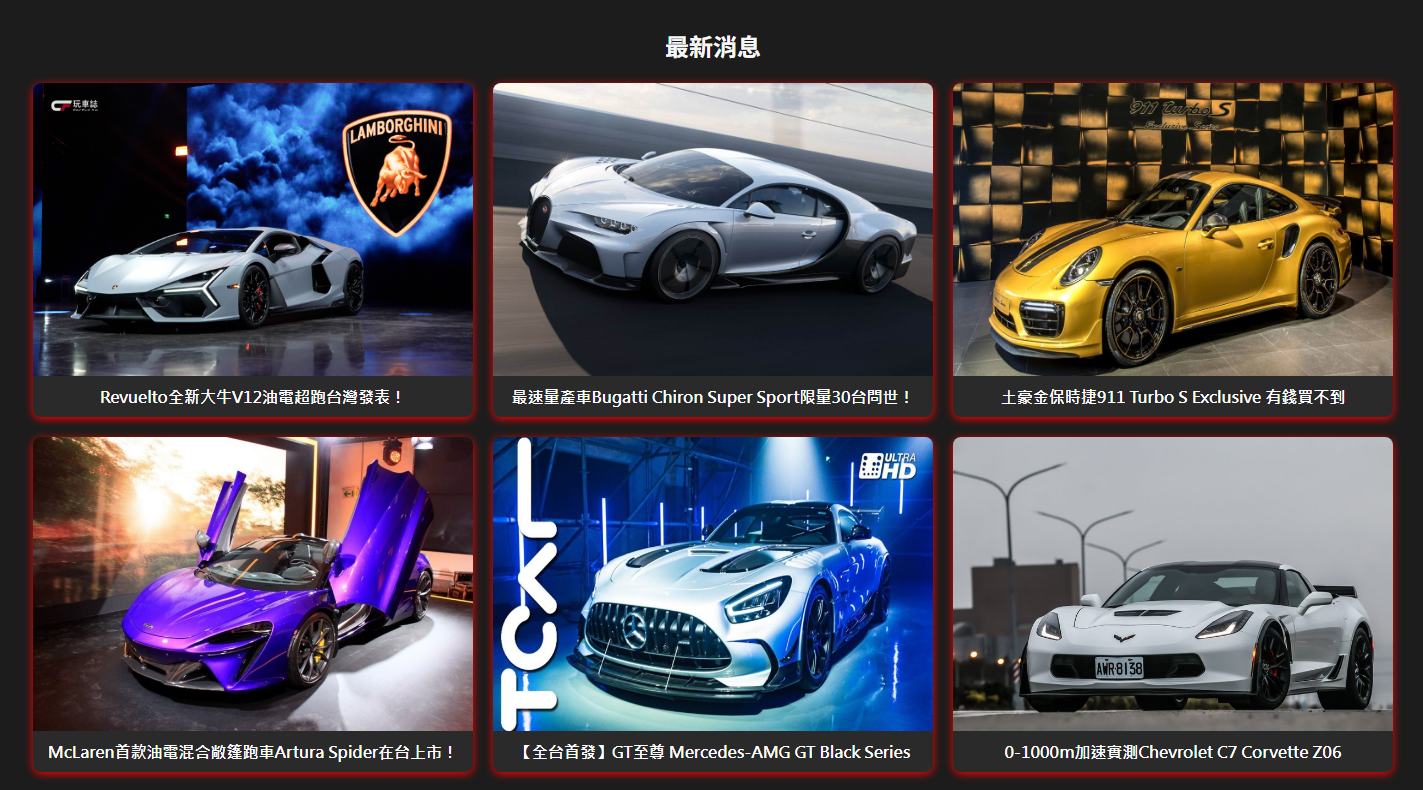 最新消息
玩車誌
LAMBORGHINI
911 Turbo S
Exclusive Series
Revuelto全新大牛V12油電超跑台灣發表！
最速量產車Bugatti Chiron Super Sport限量30台問世！
土豪金保時捷911 Turbo S Exclusive 有錢買不到
TCAR
ULTRA
HD
AWR-8138
McLaren首款油電混合敞篷跑車Artura Spider在台上市！
【全台首發】GT至尊 Mercedes-AMG GT Black Series
0-1000m加速實測Chevrolet C7 Corvette Z06